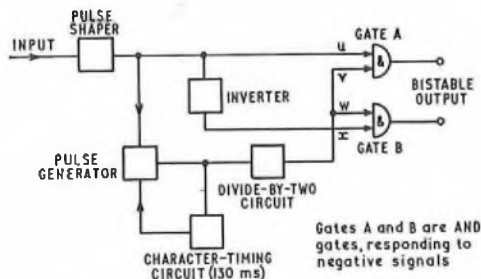 PULSE
SHAPER
INPUT
GATE A
u
&
v
BISTABLE
OUTPUT
INVERTER
w
&
x
GATE B
PULSE
GENERATOR
DIVIDE-BY-TWO
CIRCUIT
CHARACTER-TIMING
CIRCUIT (130 ms)
Gates A and B are AND
gates, responding to
negative signals